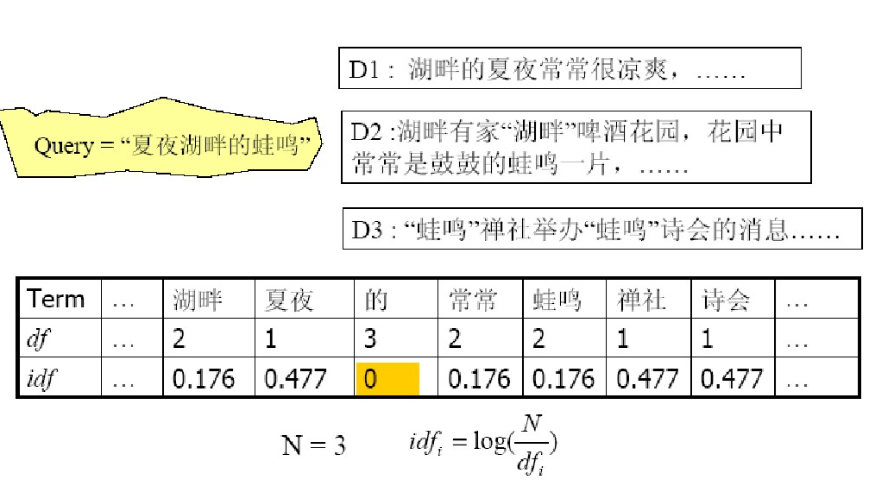 D1 : 湖畔的夏夜常常很凉爽，……
Query = “夏夜湖畔的蛙鸣”
D2 :湖畔有家“湖畔”啤酒花园，花园中
常常是鼓鼓的蛙鸣一片，……
D3 : “蛙鸣”禅社举办“蛙鸣”诗会的消息……
Term … 湖畔 夏夜 的 常常 蛙鸣 禅社 诗会 …
df … 2 1 3 2 2 1 1 …
idf … 0.176 0.477 0 0.176 0.176 0.477 0.477 …
N = 3 idf_i = log(N/df_i)